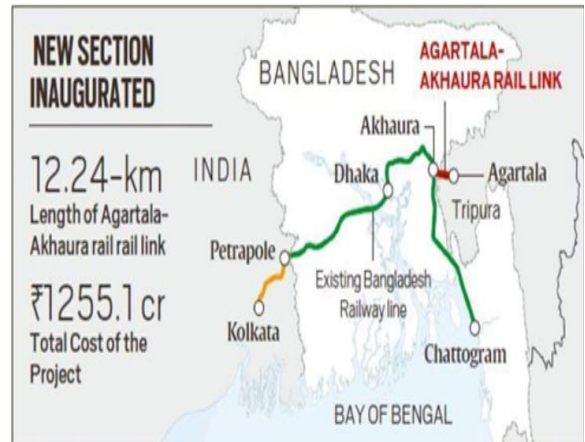 NEW SECTION
INAUGURATED
12.24-km
Length of Agartala-
Akhaura rail rail link
₹1255.1 cr
Total Cost of the
Project
AGARTALA-
AKHAURA RAIL LINK
BANGLADESH
Akhaura
INDIA
Dhaka
Agartala
Tripura
Petrapole
Existing Bangladesh
Railway line
Kolkata
Chattogram
BAY OF BENGAL